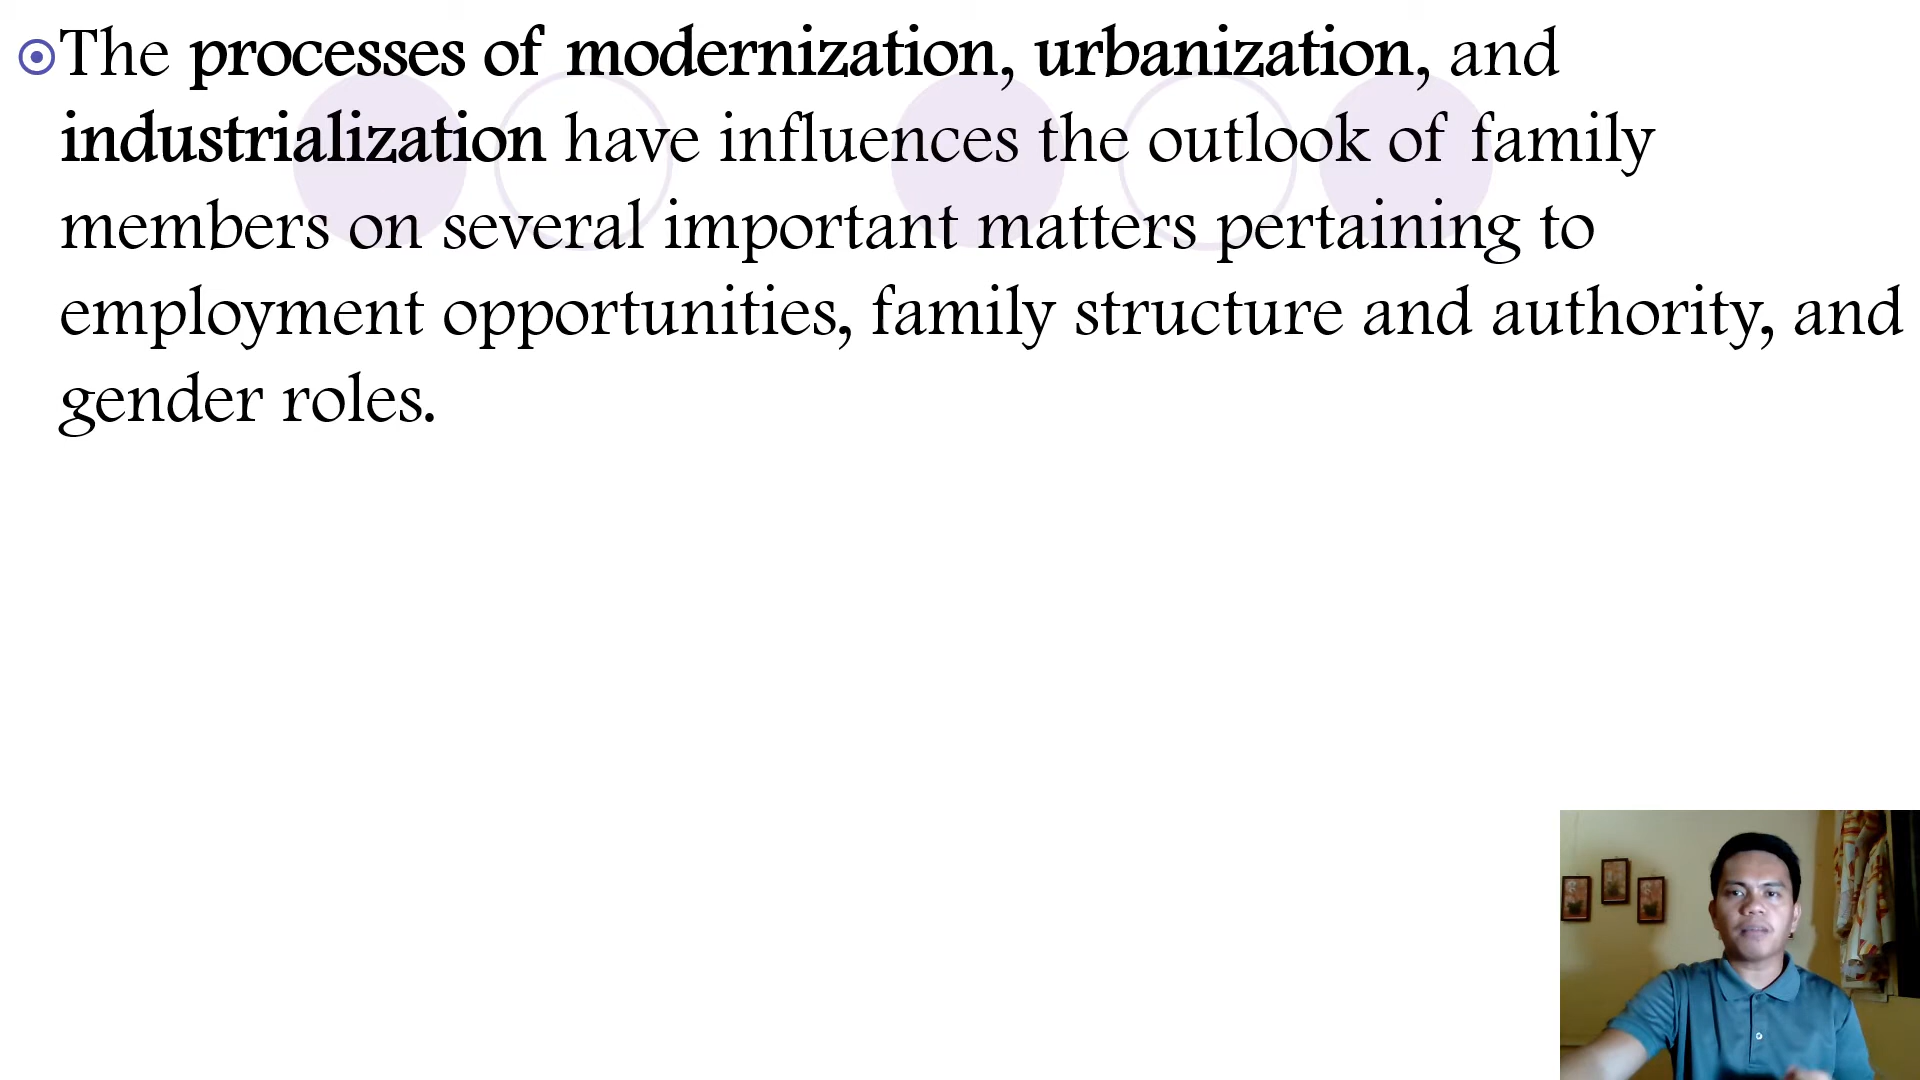 The processes of modernization, urbanization, and
industrialization have influences the outlook of family
members on several important matters pertaining to
employment opportunities, family structure and authority, and
gender roles.